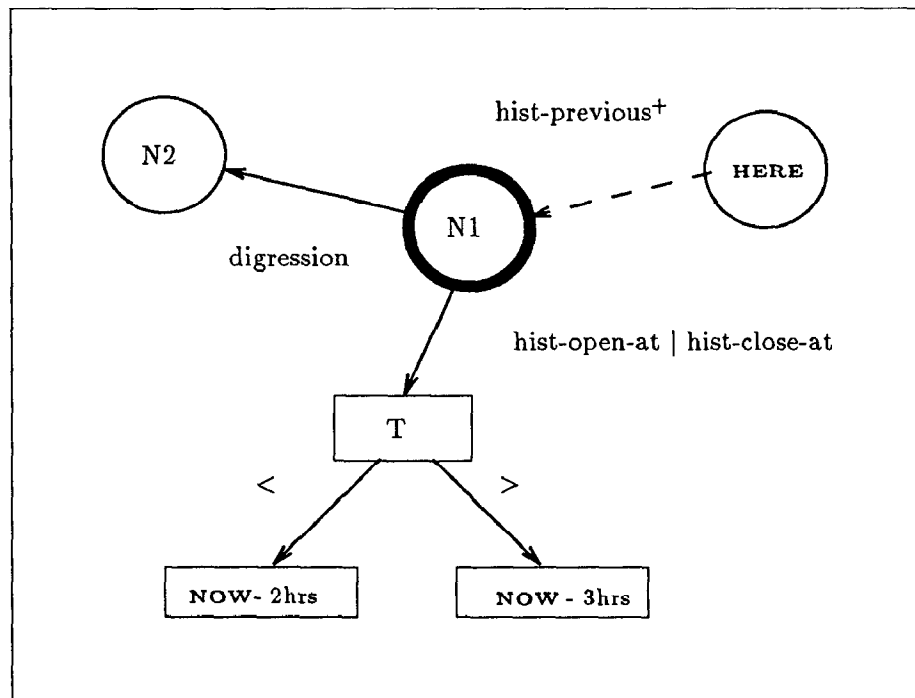 hist-previous⁺
N2
HERE
N1
digression
hist-open-at | hist-close-at
T
< >
NOW- 2hrs NOW - 3hrs